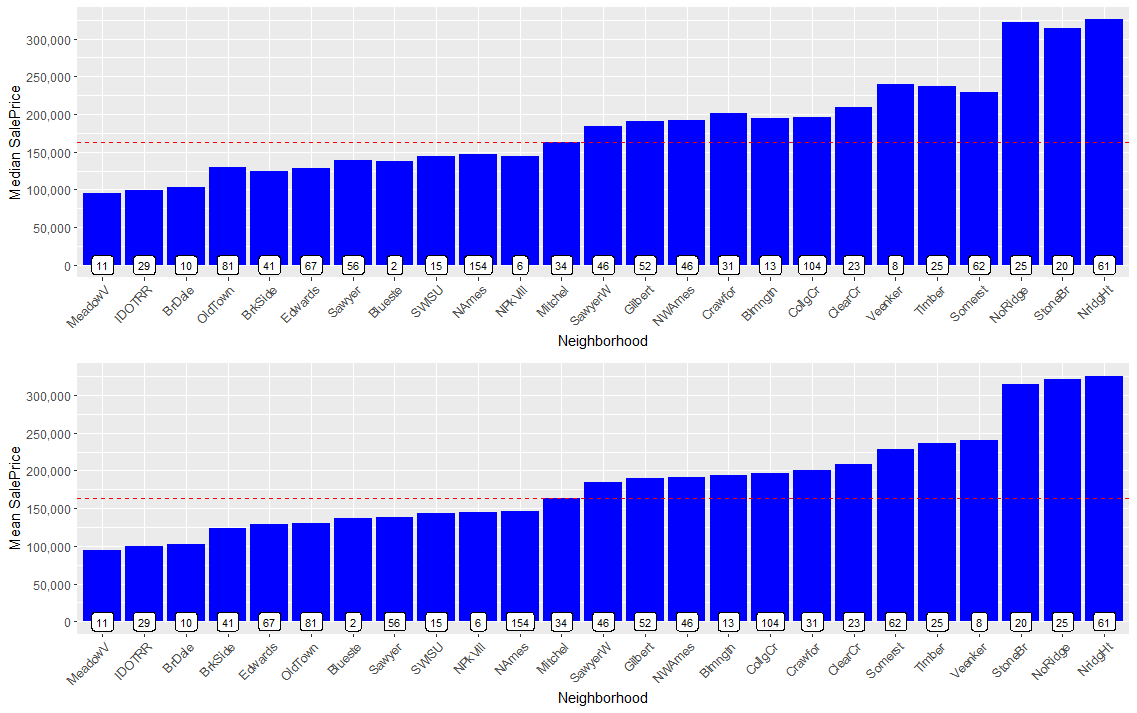 Median SalePrice
300,000
250,000
200,000
150,000
100,000
50,000
0
11 29 10 81 41 67 56 2 15 154 6 34 46 52 46 31 13 104 23 8 25 62 25 20 61
MeadowV IDOTRR BrDale OldTown BrkSide Edwards Sawyer Blueste SWISU NAmes NPkVill Mitchel SawyerW Gilbert NWAmes Crawfor Blmngtn CollgCr ClearCr Veenker Timber Somerst NoRidge StoneBr NridgHt
Neighborhood
Mean SalePrice
300,000
250,000
200,000
150,000
100,000
50,000
0
11 29 10 41 67 81 2 56 15 6 154 34 46 52 46 13 104 31 23 62 25 8 20 25 61
MeadowV IDOTRR BrDale BrkSide Edwards OldTown Blueste Sawyer SWISU NPkVill NAmes Mitchel SawyerW Gilbert NWAmes Blmngtn CollgCr Crawfor ClearCr Somerst Timber Veenker StoneBr NoRidge NridgHt
Neighborhood